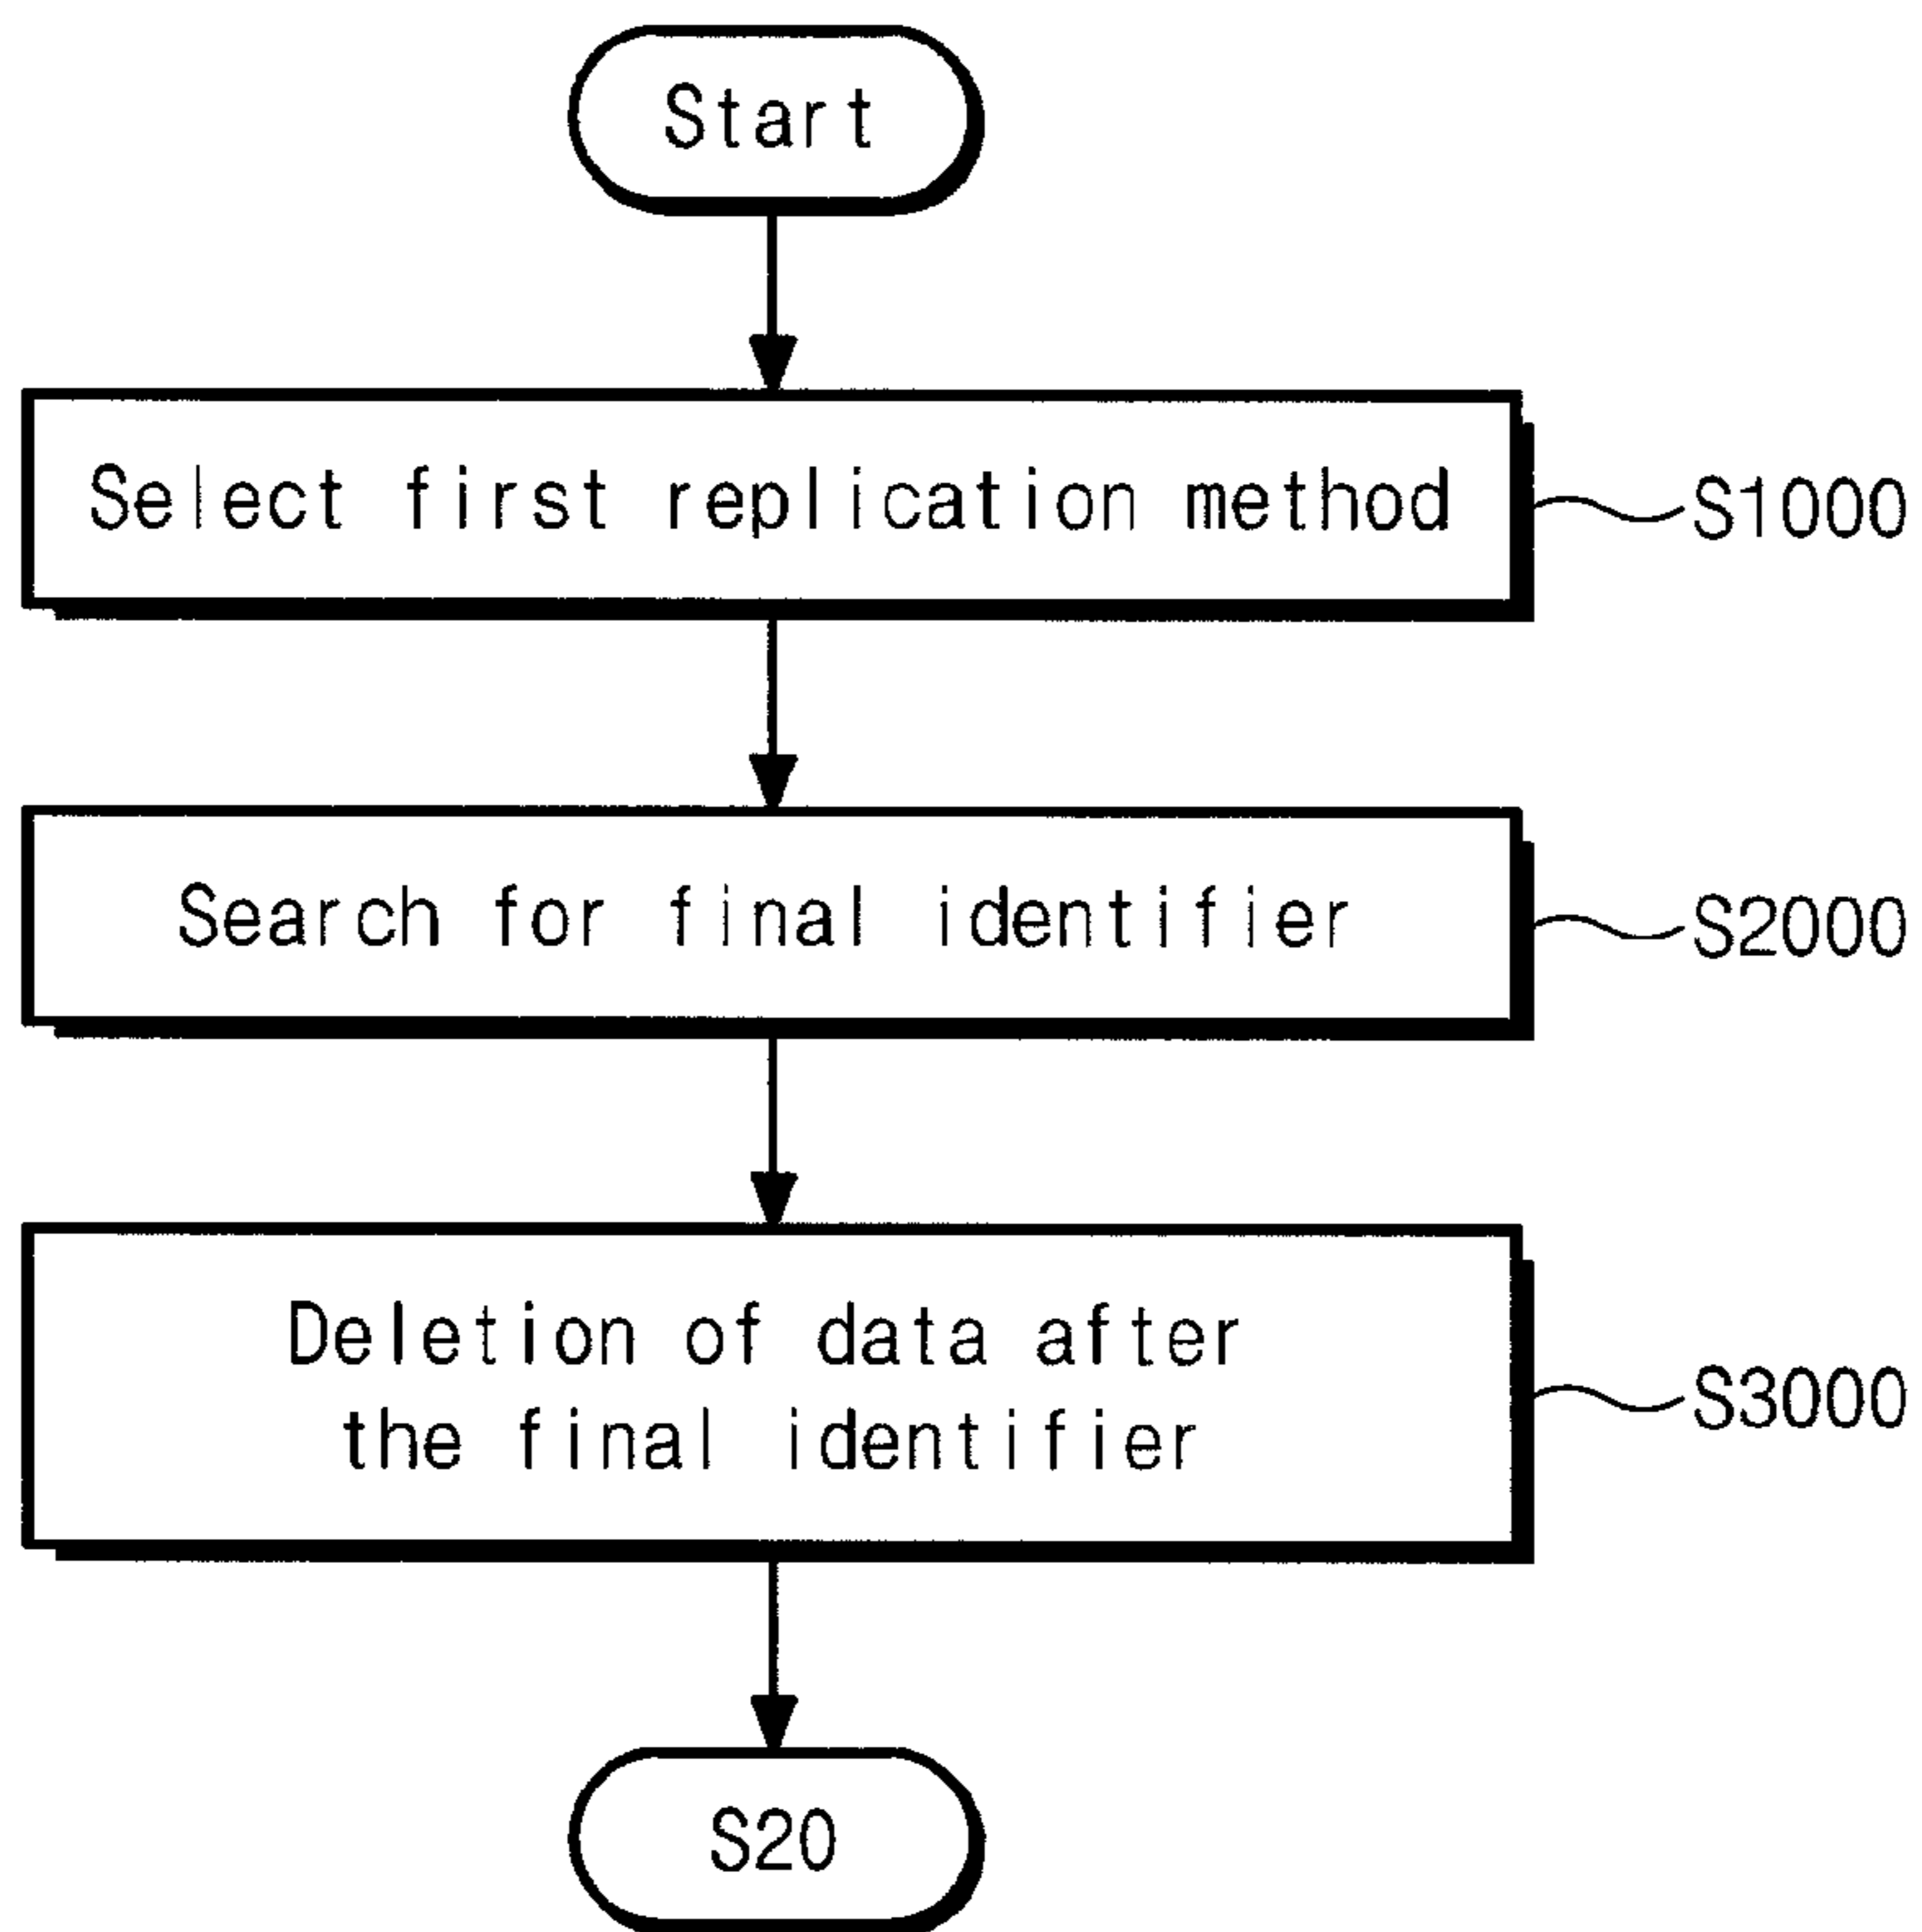 Start
Select first replication method
S1000
Search for final identifier
S2000
Deletion of data after
the final identifier
S3000
S20